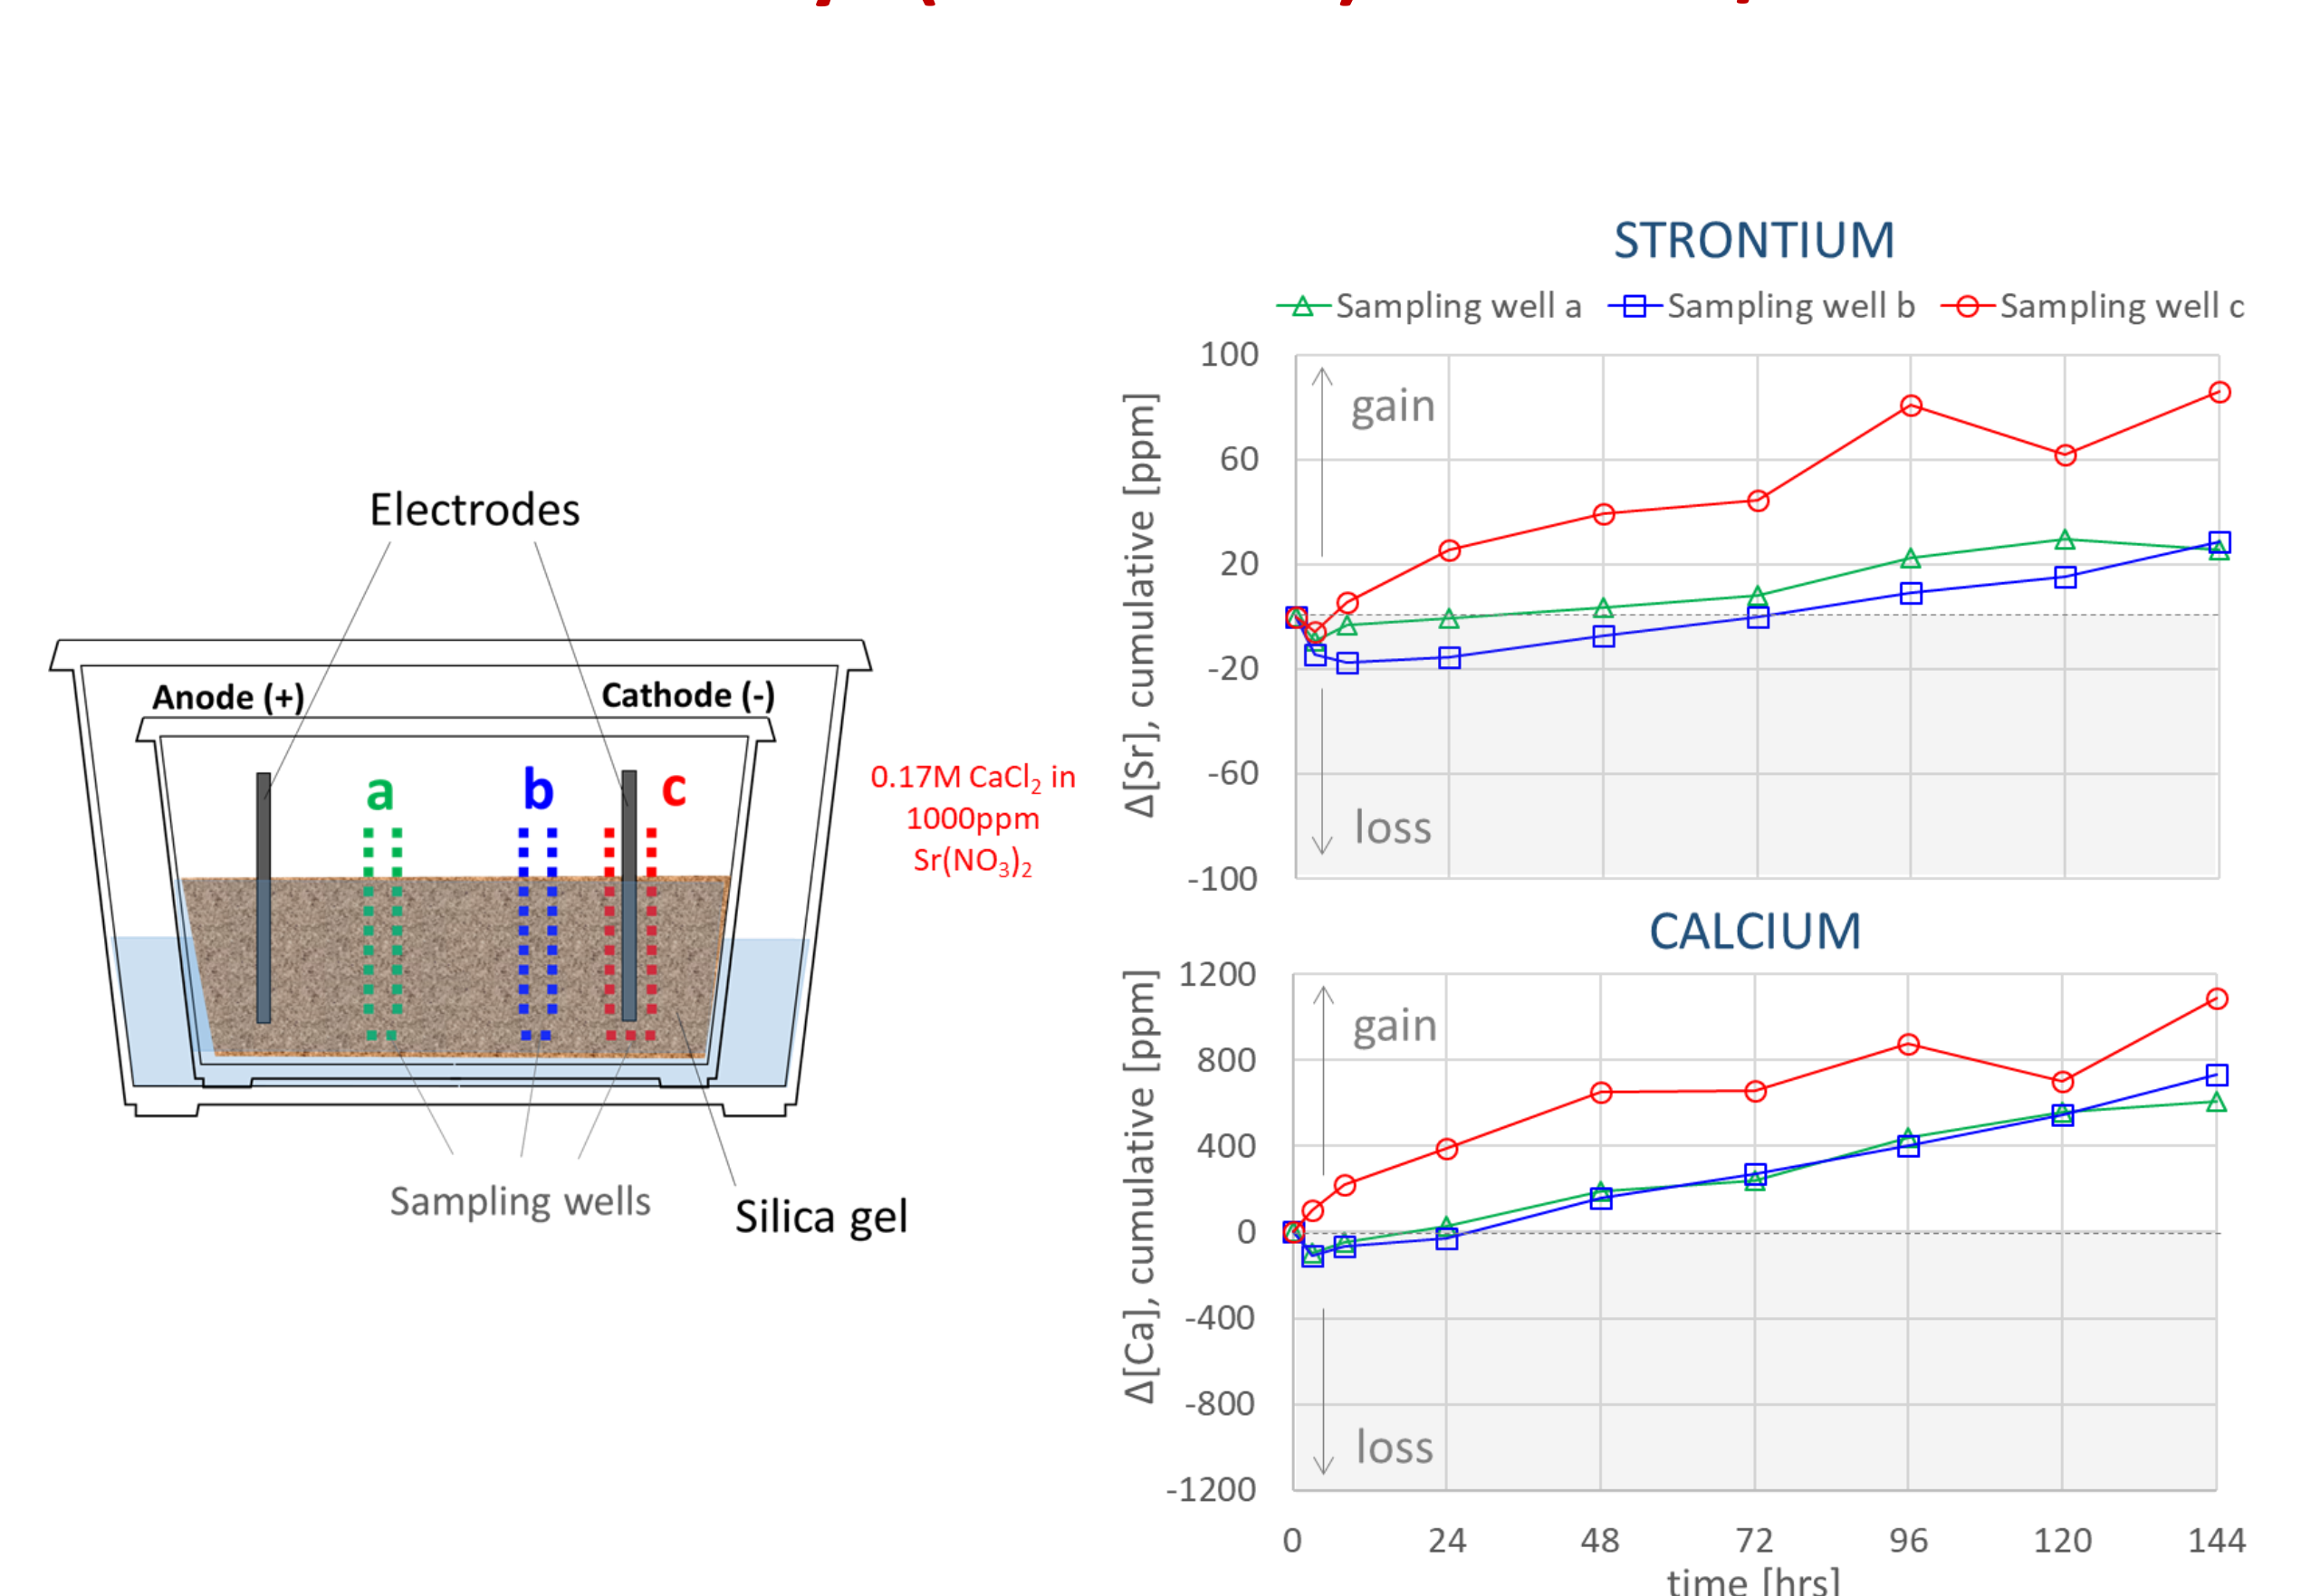 Electrodes
Anode (+)
Cathode (-)
a
b
c
0.17M CaCl₂ in
1000ppm
Sr(NO₃)₂
Sampling wells
Silica gel
STRONTIUM
Sampling well a
Sampling well b
Sampling well c
Δ[Sr], cumulative [ppm]
100
60
20
-20
-60
-100
gain
loss
CALCIUM
Δ[Ca], cumulative [ppm]
1200
800
400
0
-400
-800
-1200
gain
loss
0 24 48 72 96 120 144
time [hrs]